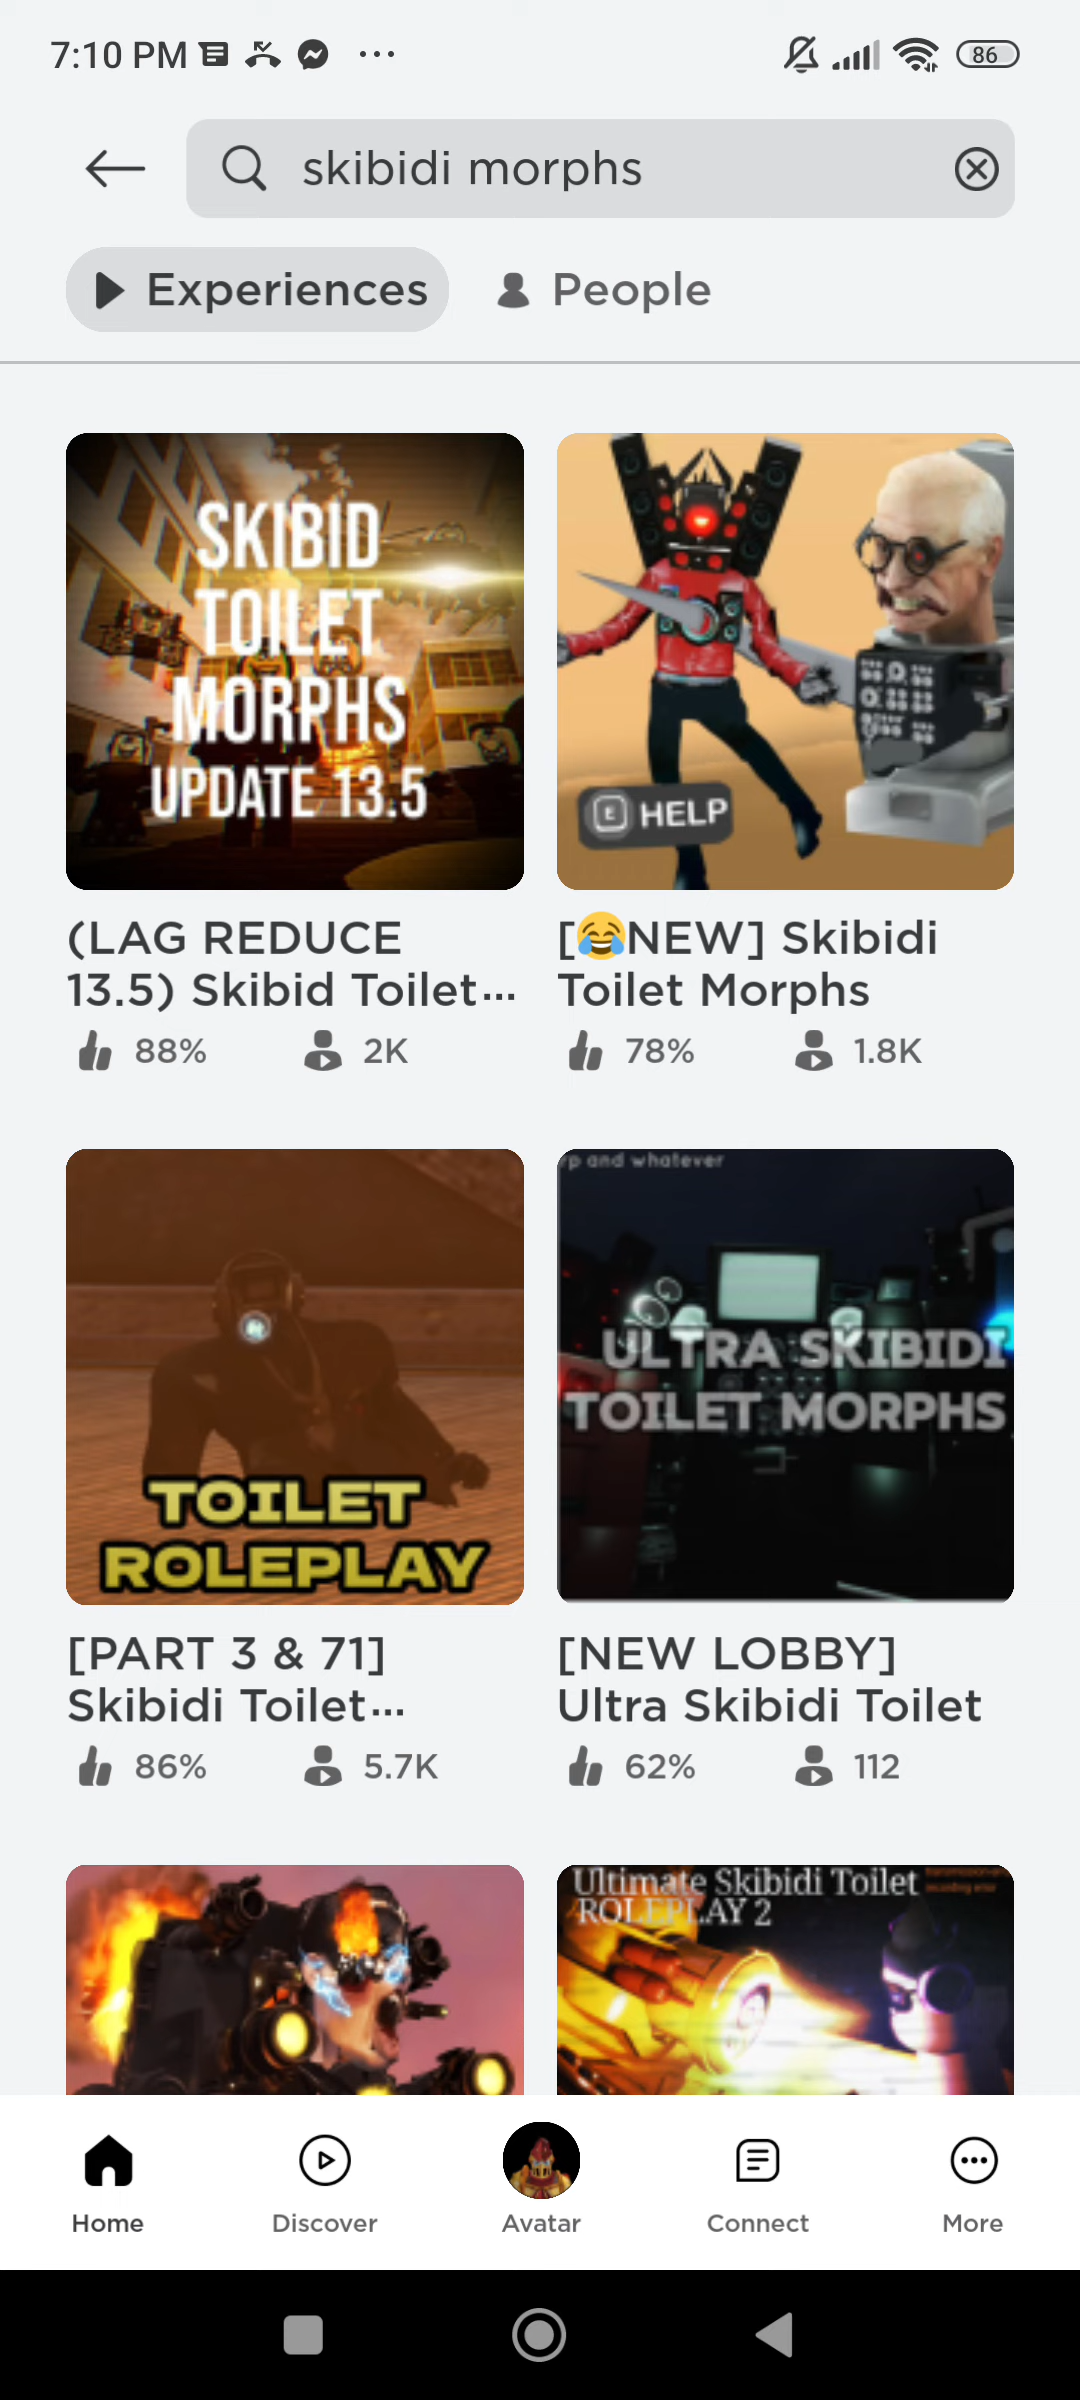 7:10 PM
86
skibidi morphs
Experiences
People
SKIBID
TOILET
MORPHS
UPDATE 13.5
E HELP
(LAG REDUCE
13.5) Skibid Toilet...
88%
2K
[😂NEW] Skibidi
Toilet Morphs
78%
1.8K
TOILET
ROLEPLAY
rp and whatever
ULTRA SKIBIDI
TOILET MORPHS
[PART 3 & 71]
Skibidi Toilet...
86%
5.7K
[NEW LOBBY]
Ultra Skibidi Toilet
62%
112
Ultimate Skibidi Toilet
ROLEPLAY 2
Home
Discover
Avatar
Connect
More